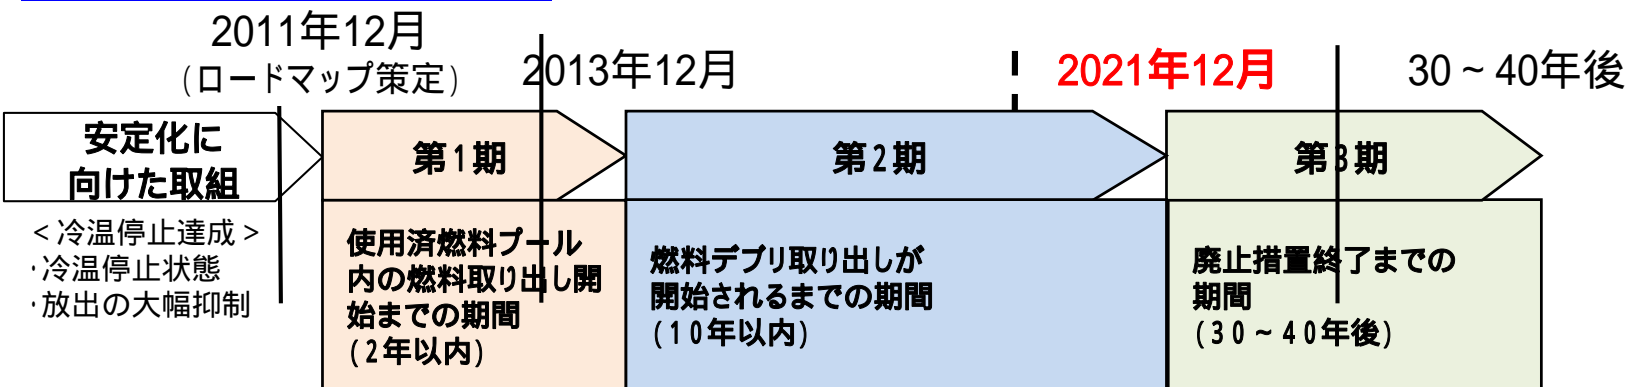 2011年12月
(ロードマップ策定)
2013年12月
2021年12月
30～40年後
安定化に
向けた取組
第1期
第2期
第3期
＜冷温停止達成＞
・冷温停止状態
・放出の大幅抑制
使用済燃料プール
内の燃料取り出し開
始までの期間
(2年以内)
燃料デブリ取り出しが
開始されるまでの期間
(10年以内)
廃止措置終了までの
期間
(30～40年後)